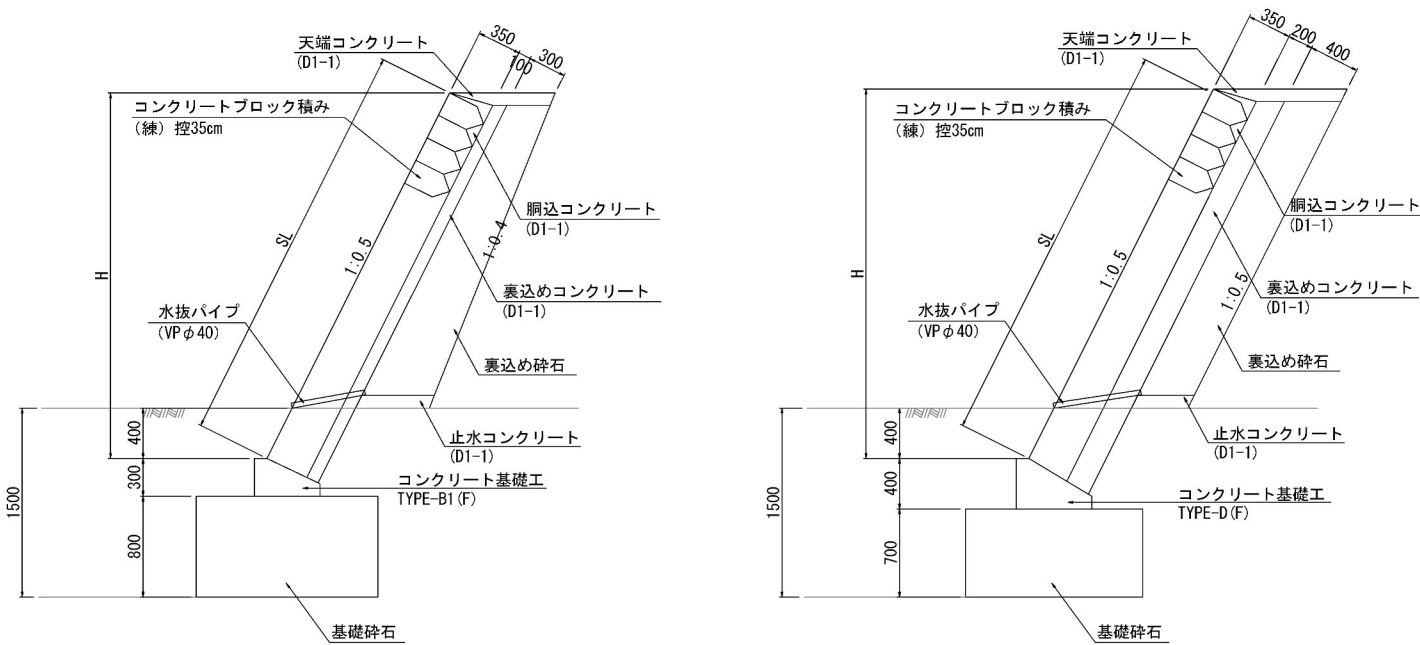 350
100
300
天端コンクリート
(D1-1)
コンクリートブロック積み
(練) 控35cm
胴込コンクリート
(D1-1)
SL
H
1:0.5
1:0.4
裏込めコンクリート
(D1-1)
水抜パイプ
(VPφ40)
裏込め砕石
止水コンクリート
(D1-1)
400
300
コンクリート基礎工
TYPE-B1(F)
1500
800
基礎砕石
350
200
400
天端コンクリート
(D1-1)
コンクリートブロック積み
(練) 控35cm
胴込コンクリート
(D1-1)
SL
H
1:0.5
1:0.5
裏込めコンクリート
(D1-1)
水抜パイプ
(VPφ40)
裏込め砕石
止水コンクリート
(D1-1)
400
400
コンクリート基礎工
TYPE-D(F)
1500
700
基礎砕石